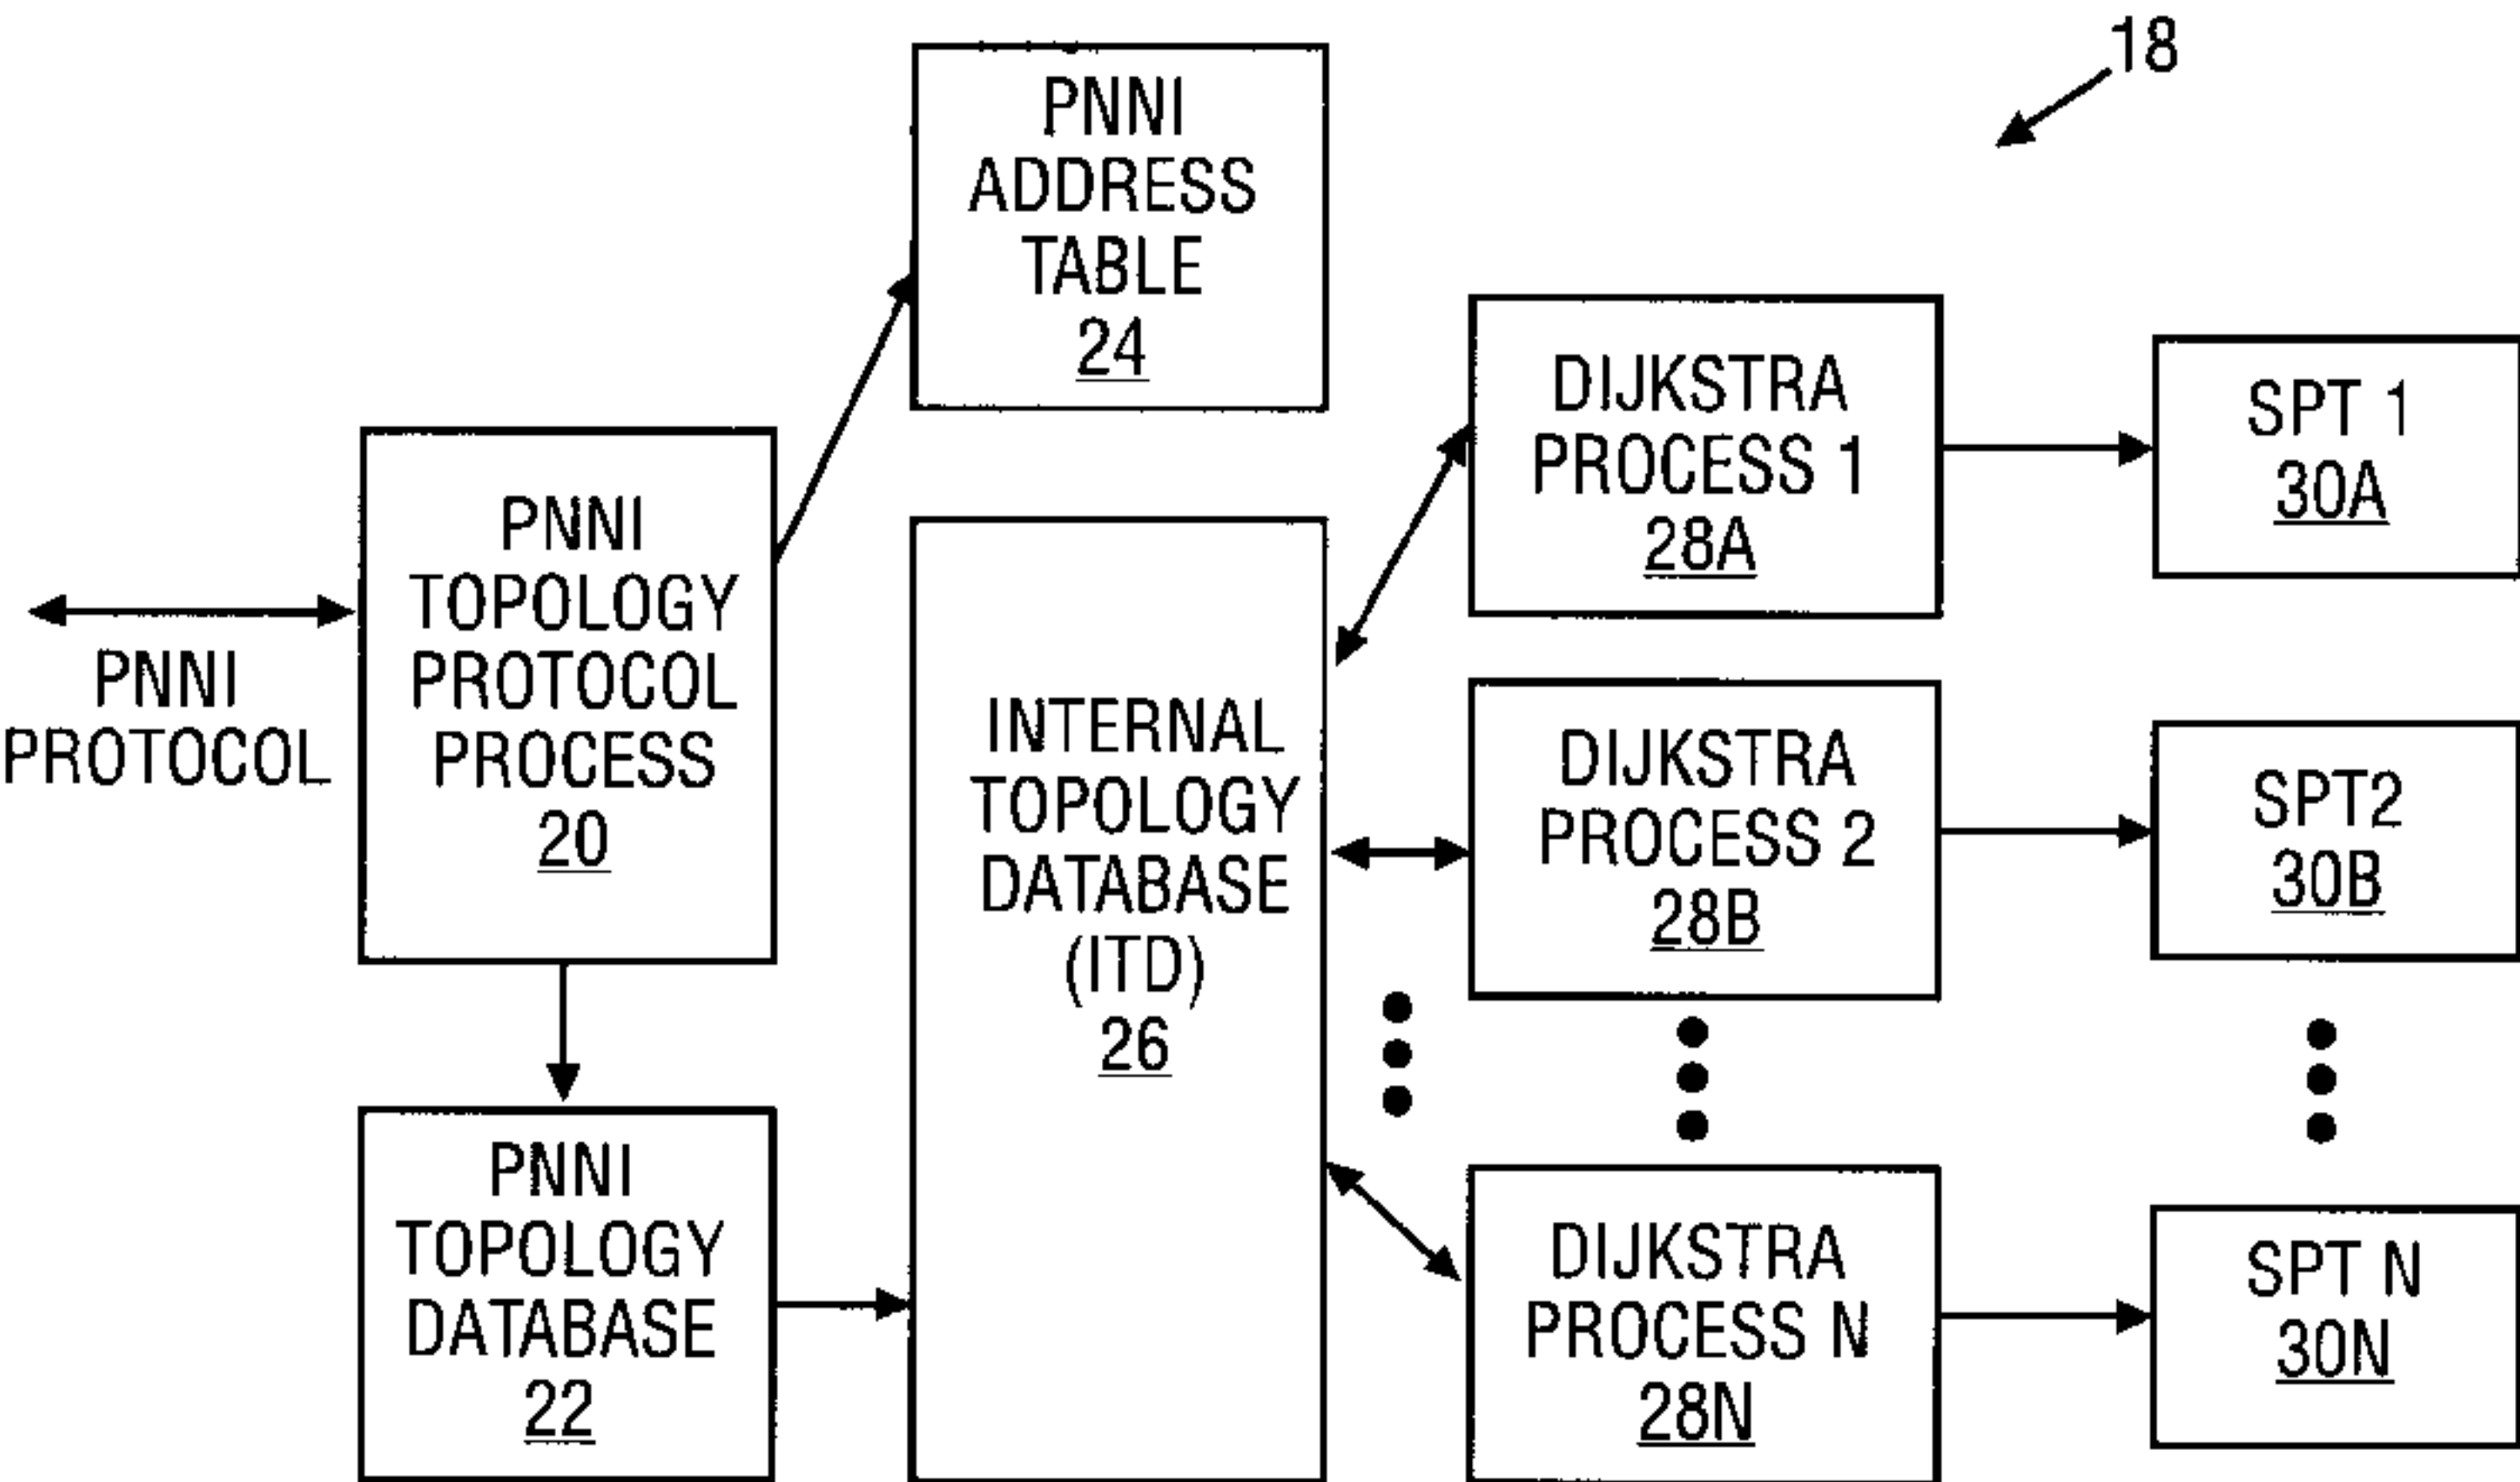 18
PNNI
ADDRESS
TABLE
24
PNNI
TOPOLOGY
PROTOCOL
PROCESS
20
PNNI
PROTOCOL
PNNI
TOPOLOGY
DATABASE
22
INTERNAL
TOPOLOGY
DATABASE
(ITD)
26
DIJKSTRA
PROCESS 1
28A
SPT 1
30A
DIJKSTRA
PROCESS 2
28B
SPT2
30B
DIJKSTRA
PROCESS N
28N
SPT N
30N